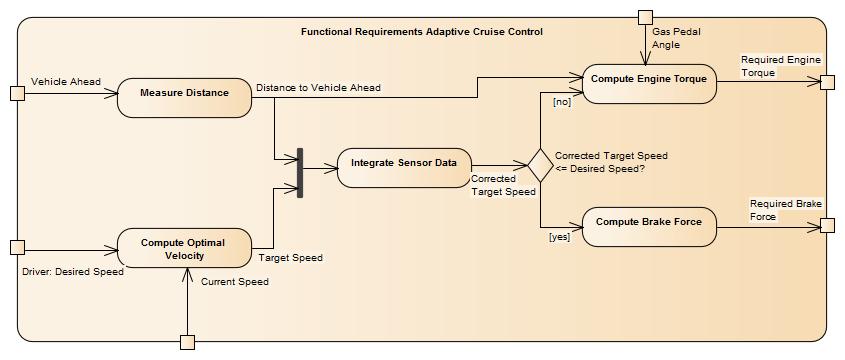 Functional Requirements Adaptive Cruise Control
Gas Pedal
Angle
Vehicle Ahead
Measure Distance
Distance to Vehicle Ahead
Compute Engine Torque
Required Engine
Torque
[no]
Integrate Sensor Data
Corrected
Target Speed
Corrected Target Speed
<= Desired Speed?
Compute Optimal
Velocity
Driver: Desired Speed
Target Speed
Current Speed
[yes]
Compute Brake Force
Required Brake
Force